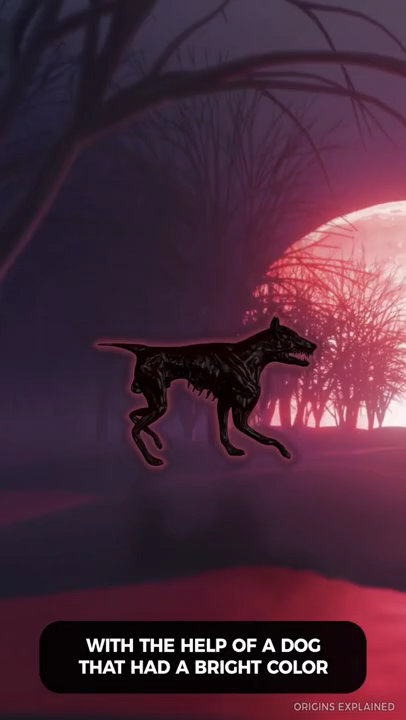 WITH THE HELP OF A DOG
THAT HAD A BRIGHT COLOR
ORIGINS EXPLAINED